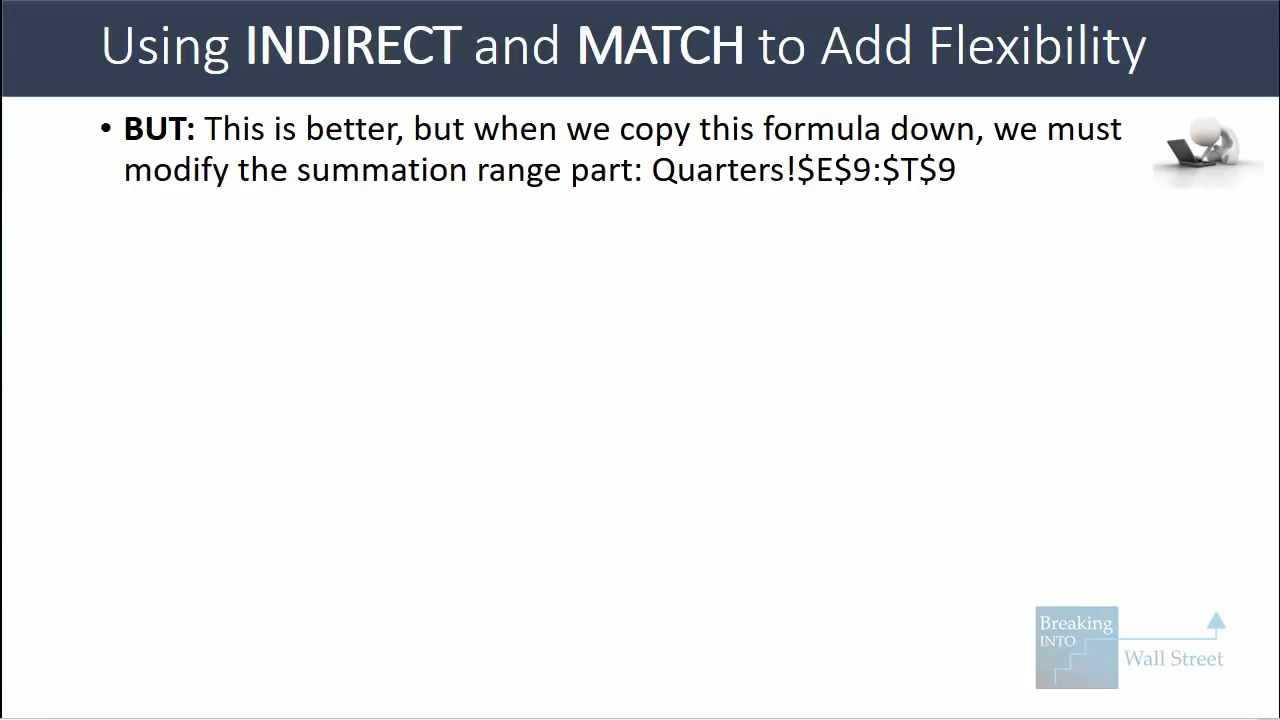 Using INDIRECT and MATCH to Add Flexibility
• BUT: This is better, but when we copy this formula down, we must
modify the summation range part: Quarters!$E$9:$T$9
Breaking
INTO
Wall Street